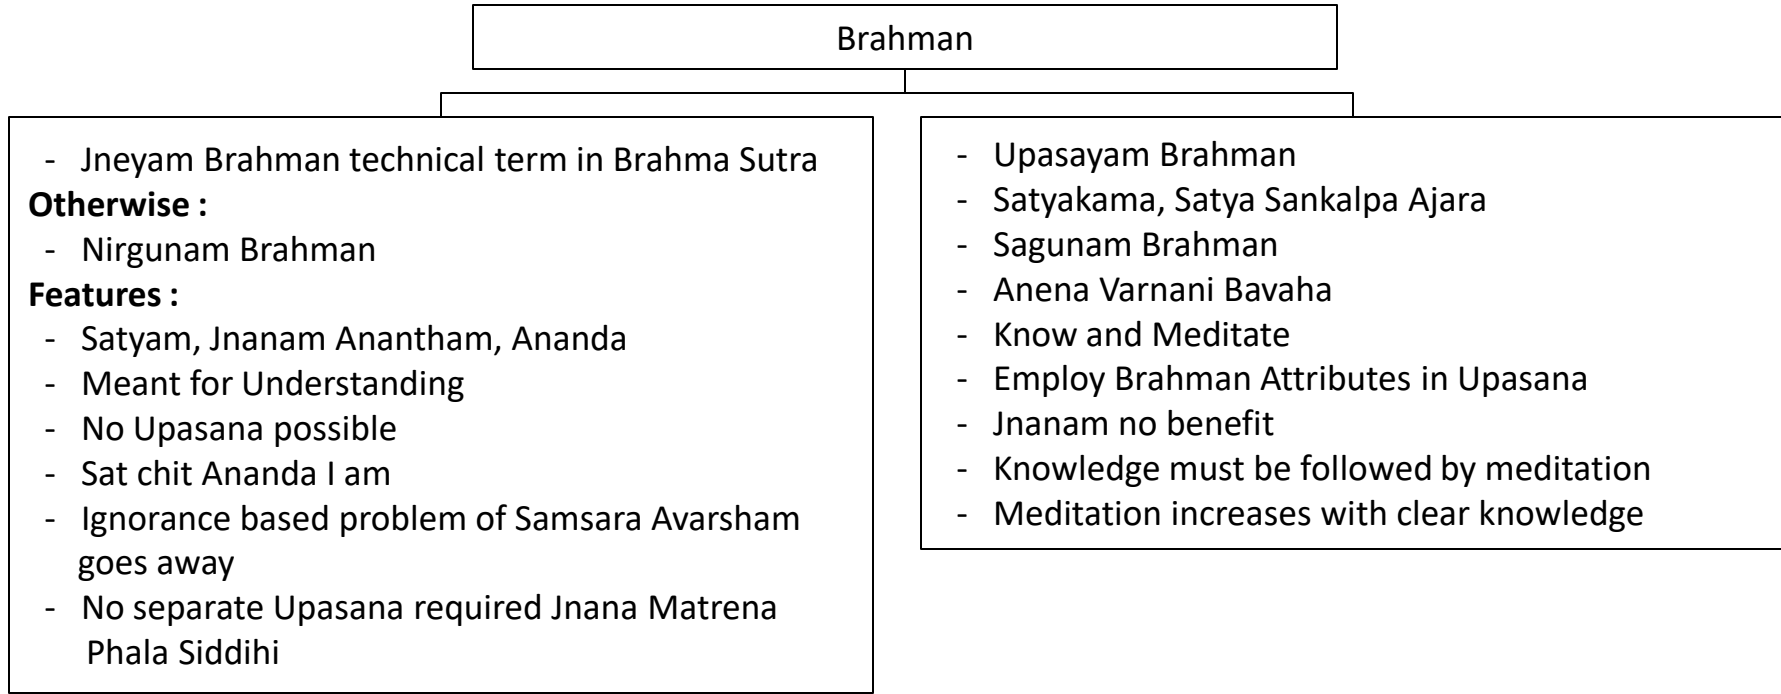 Brahman
- Jneyam Brahman technical term in Brahma Sutra
Otherwise :
- Nirgunam Brahman
Features :
- Satyam, Jnanam Anantham, Ananda
- Meant for Understanding
- No Upasana possible
- Sat chit Ananda I am
- Ignorance based problem of Samsara Avarsham
goes away
- No separate Upasana required Jnana Matrena
Phala Siddihi
- Upasayam Brahman
- Satyakama, Satya Sankalpa Ajara
- Sagunam Brahman
- Anena Varnani Bavaha
- Know and Meditate
- Employ Brahman Attributes in Upasana
- Jnanam no benefit
- Knowledge must be followed by meditation
- Meditation increases with clear knowledge